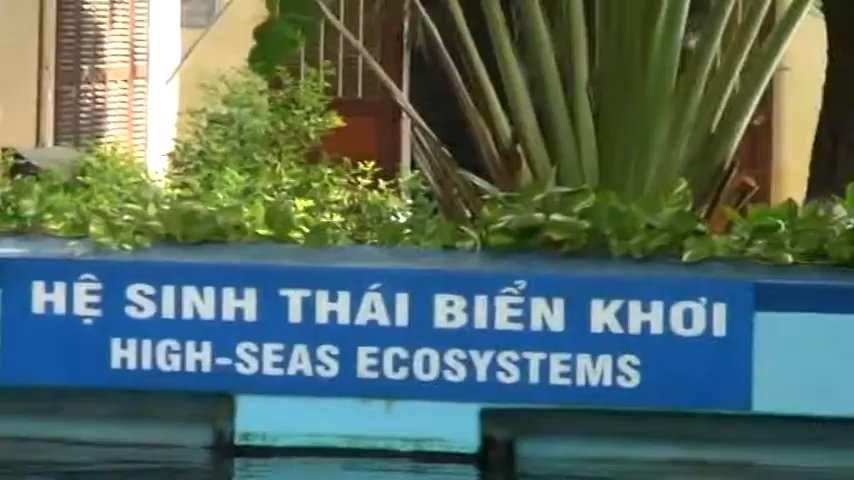 HỆ SINH THÁI BIỂN KHƠI
HIGH-SEAS ECOSYSTEMS